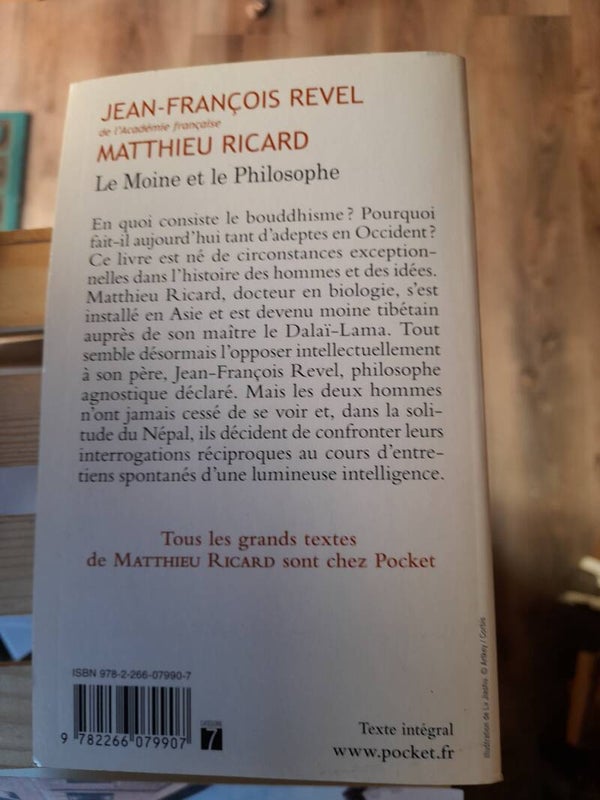 JEAN-FRANÇOIS REVEL
de l'Académie française
MATTHIEU RICARD
Le Moine et le Philosophe
En quoi consiste le bouddhisme ? Pourquoi
fait-il aujourd'hui tant d'adeptes en Occident ?
Ce livre est né de circonstances exception-
nelles dans l'histoire des hommes et des idées.
Matthieu Ricard, docteur en biologie, s'est
installé en Asie et est devenu moine tibétain
auprès de son maître le Dalaï-Lama. Tout
semble désormais l'opposer intellectuellement
à son père, Jean-François Revel, philosophe
agnostique déclaré. Mais les deux hommes
n'ont jamais cessé de se voir et, dans la soli-
tude du Népal, ils décident de confronter leurs
interrogations réciproques au cours d'entre-
tiens spontanés d'une lumineuse intelligence.
Tous les grands textes
de MATTHIEU RICARD sont chez Pocket
ISBN 978-2-266-07990-7
9 782266 079907
CATÉGORIE
7
Texte intégral
www.pocket.fr
Illustration de © Artkey / Corbis